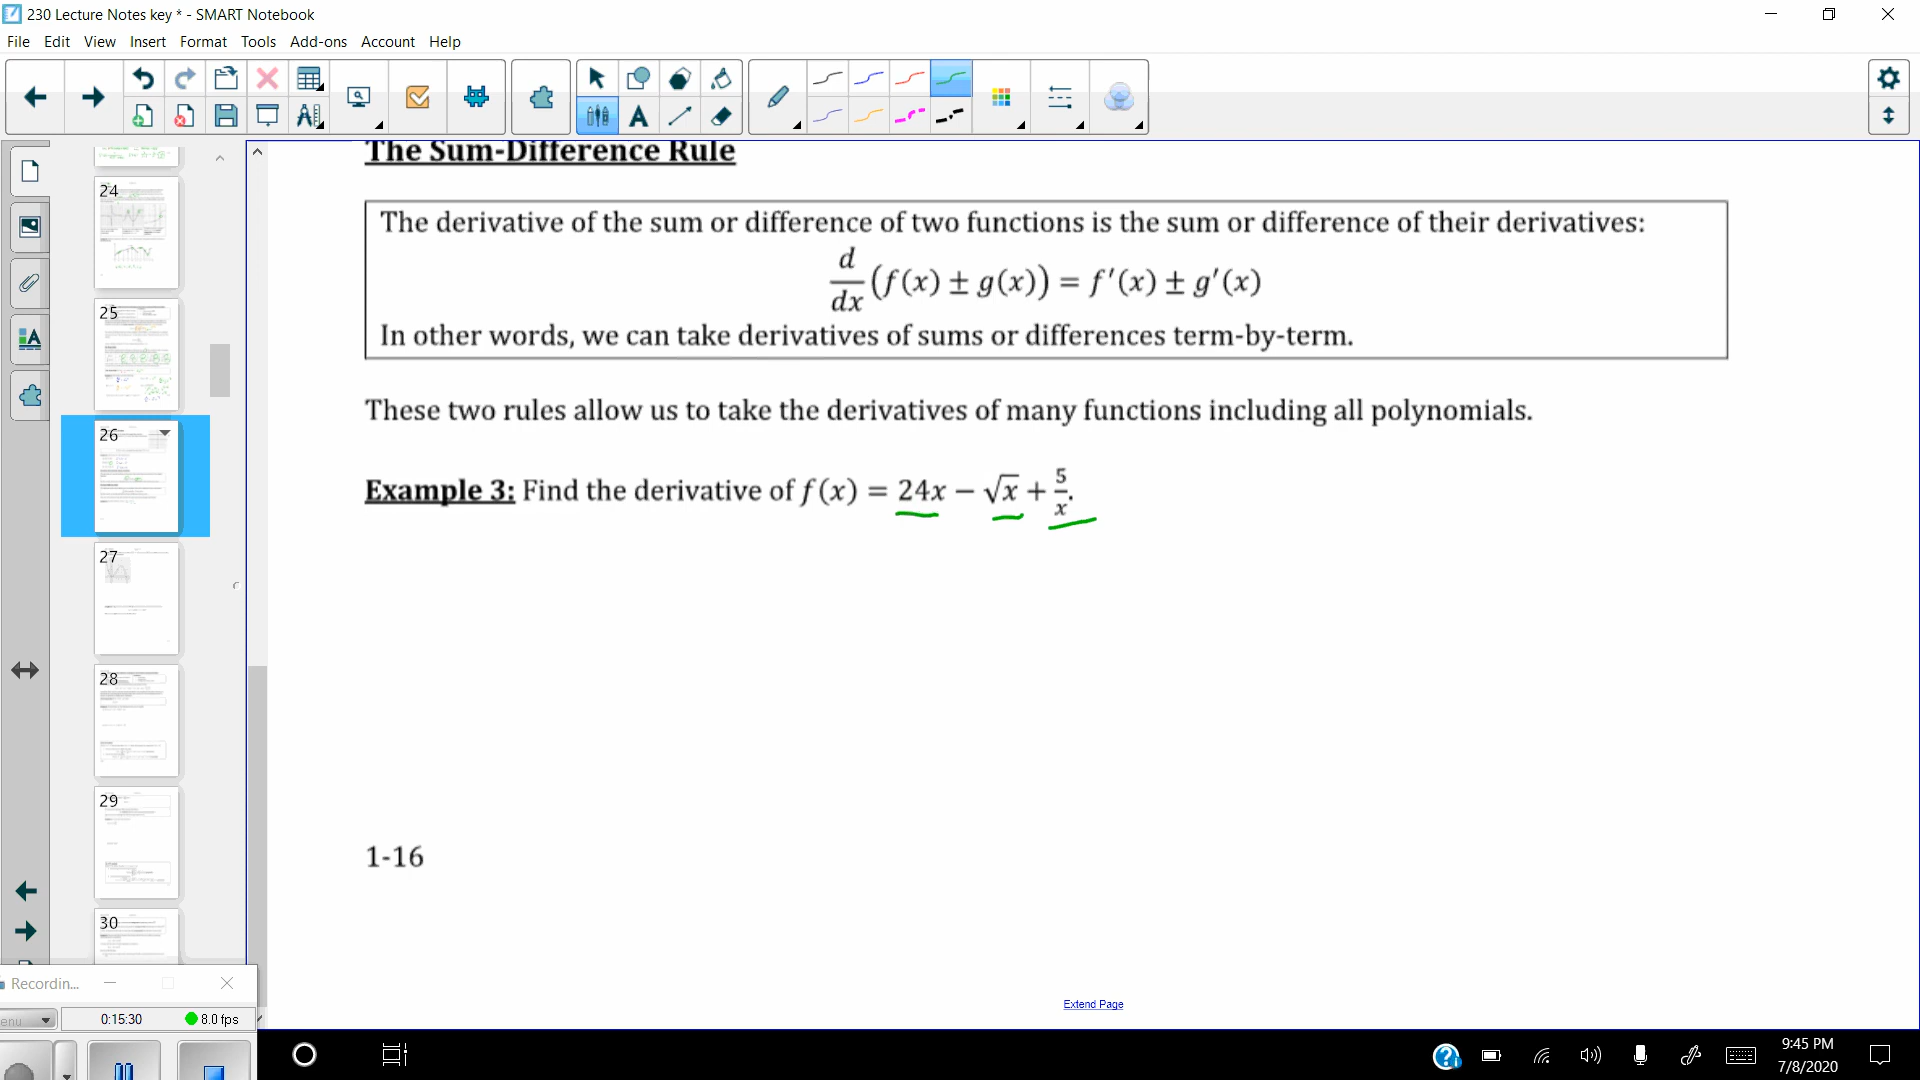 230 Lecture Notes key * - SMART Notebook
File Edit View Insert Format Tools Add-ons Account Help
The Sum-Difference Rule
The derivative of the sum or difference of two functions is the sum or difference of their derivatives:
d/dx (f(x) ± g(x)) = f′(x) ± g′(x)
In other words, we can take derivatives of sums or differences term-by-term.
These two rules allow us to take the derivatives of many functions including all polynomials.
Example 3: Find the derivative of f(x) = 24x − √x + 5/x.
1-16
Extend Page
24
25
26
27
28
29
30
Recordin...
enu
0:15:30
8.0 fps
9:45 PM
7/8/2020